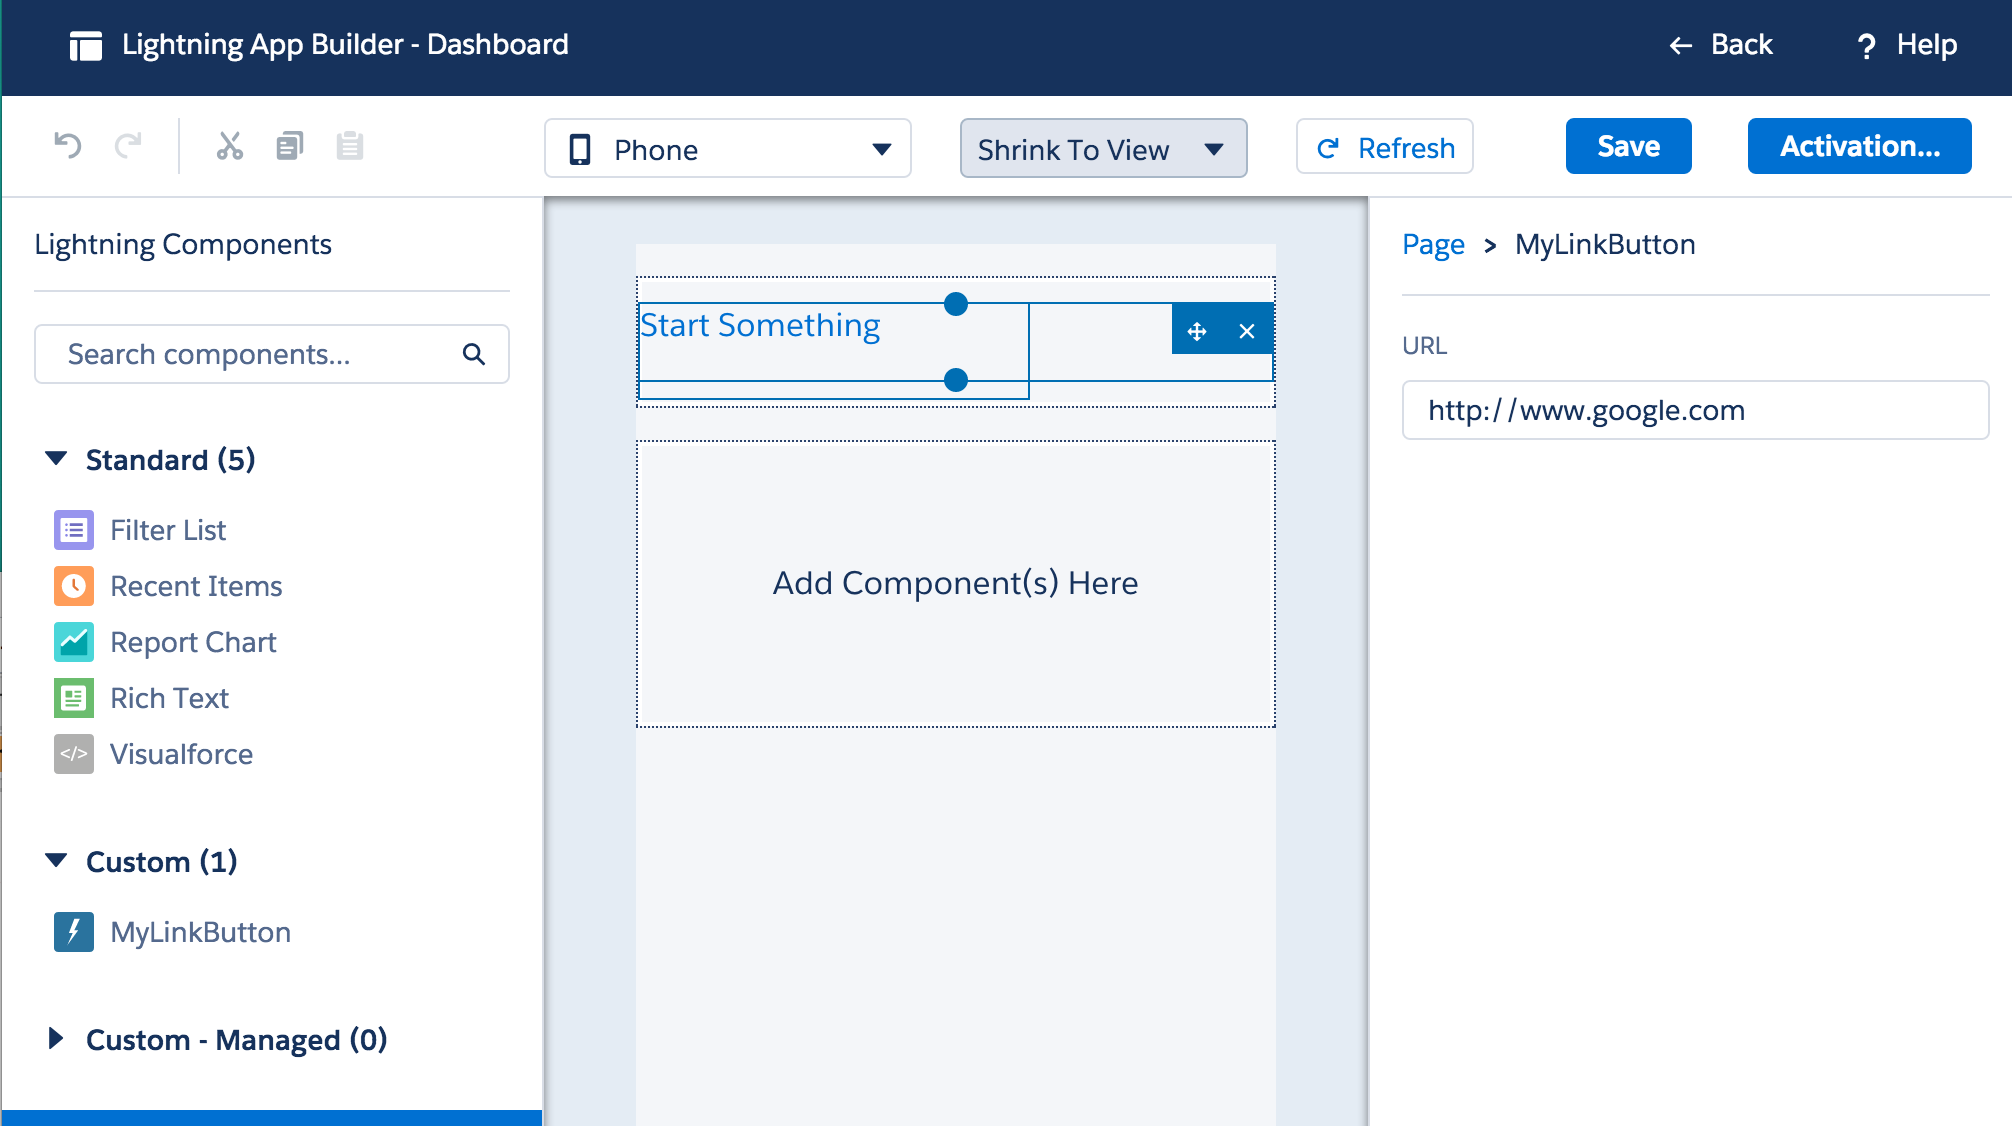 Lightning App Builder - Dashboard
Back
? Help
Phone
Shrink To View
Refresh
Save
Activation...
Lightning Components
Search components...
Standard (5)
Filter List
Recent Items
Report Chart
Rich Text
</> Visualforce
Custom (1)
MyLinkButton
Custom - Managed (0)
Start Something
Add Component(s) Here
Page > MyLinkButton
URL
http://www.google.com